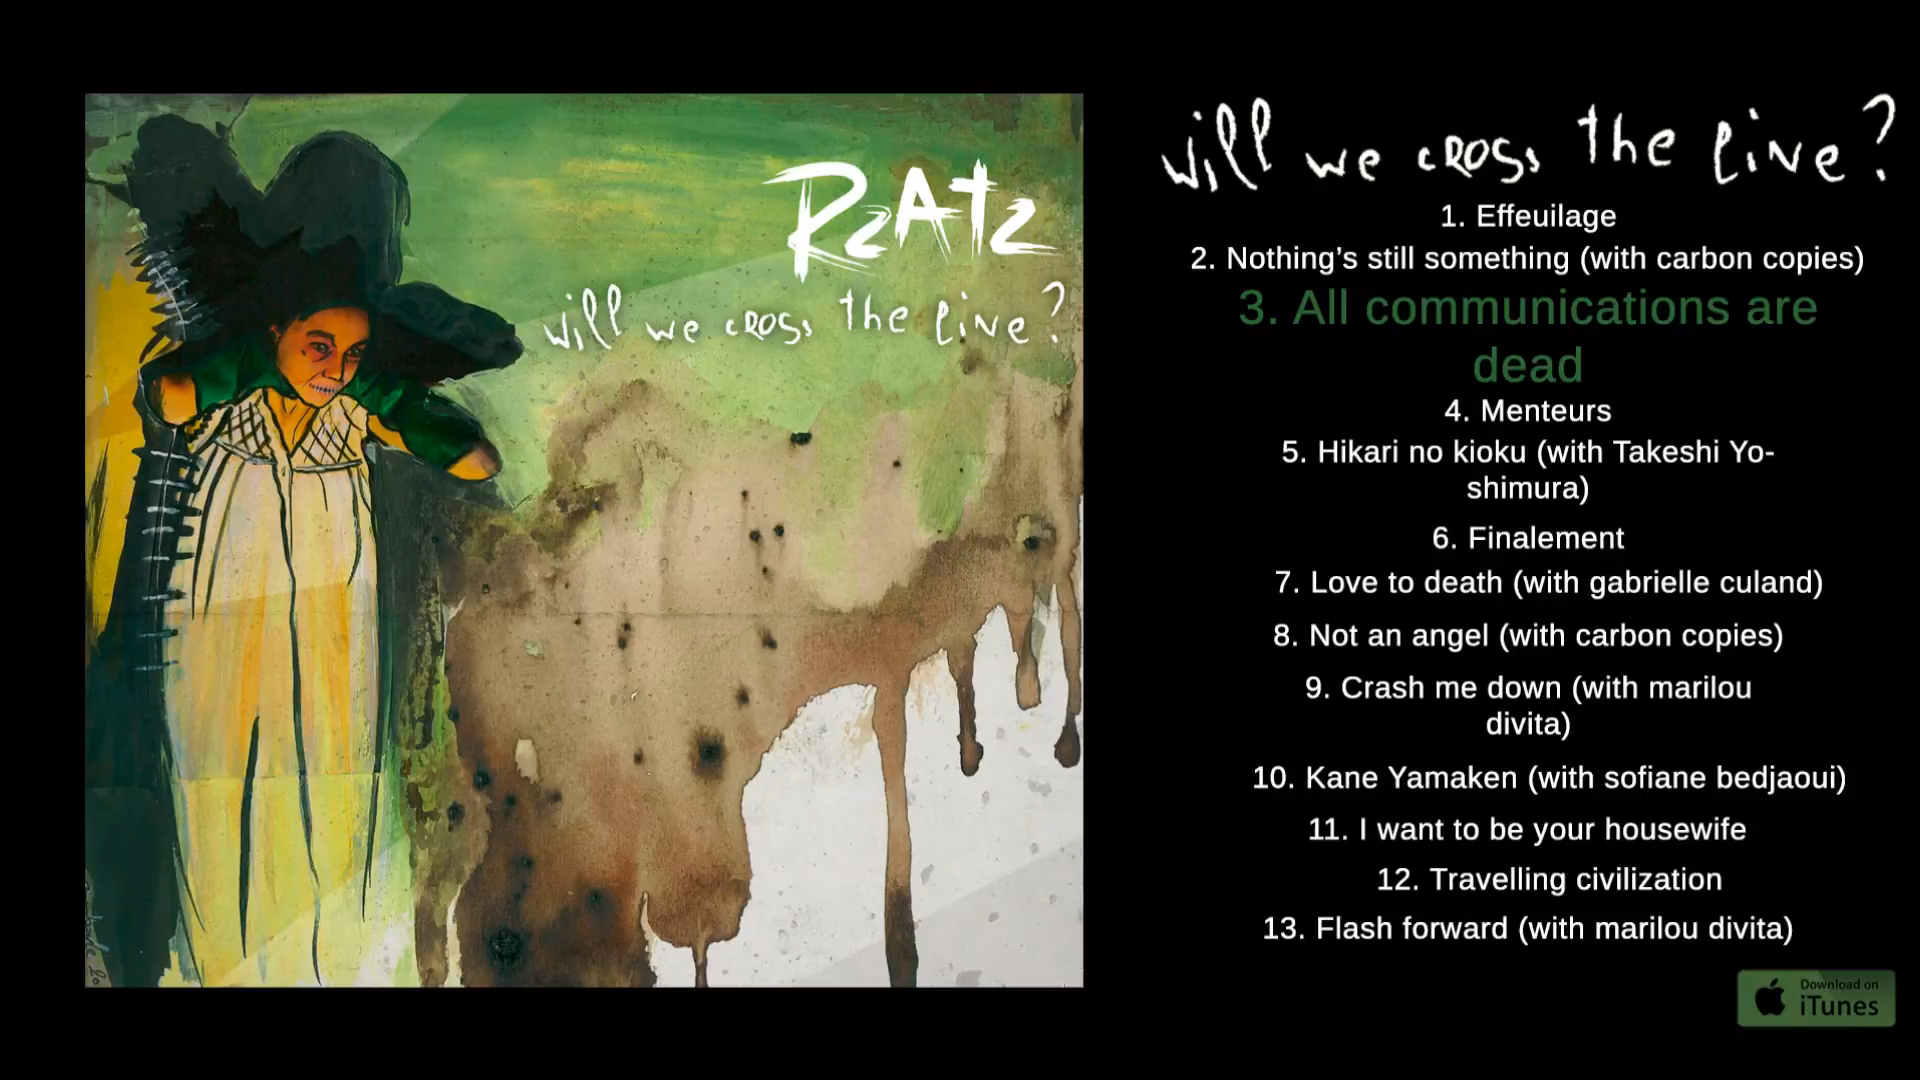 RzATz
will we cross the line?
will we cross the line?
1. Effeuilage
2. Nothing’s still something (with carbon copies)
3. All communications are
dead
4. Menteurs
5. Hikari no kioku (with Takeshi Yo-
shimura)
6. Finalement
7. Love to death (with gabrielle culand)
8. Not an angel (with carbon copies)
9. Crash me down (with marilou
divita)
10. Kane Yamaken (with sofiane bedjaoui)
11. I want to be your housewife
12. Travelling civilization
13. Flash forward (with marilou divita)
Download on
iTunes